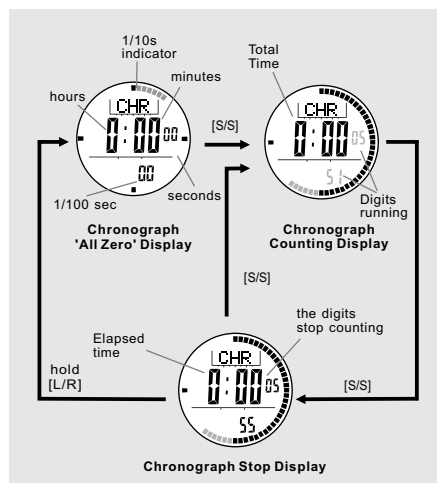 1/10s
indicator
minutes
hours
CHR
0:00 00
00
1/100 sec
seconds
Chronograph
'All Zero' Display
[S/S]
Total
Time
CHR
0:00 05
51
Digits
running
Chronograph
Counting Display
[S/S]
Elapsed
time
the digits
stop counting
CHR
0:00 05
55
hold
[L/R]
[S/S]
Chronograph Stop Display